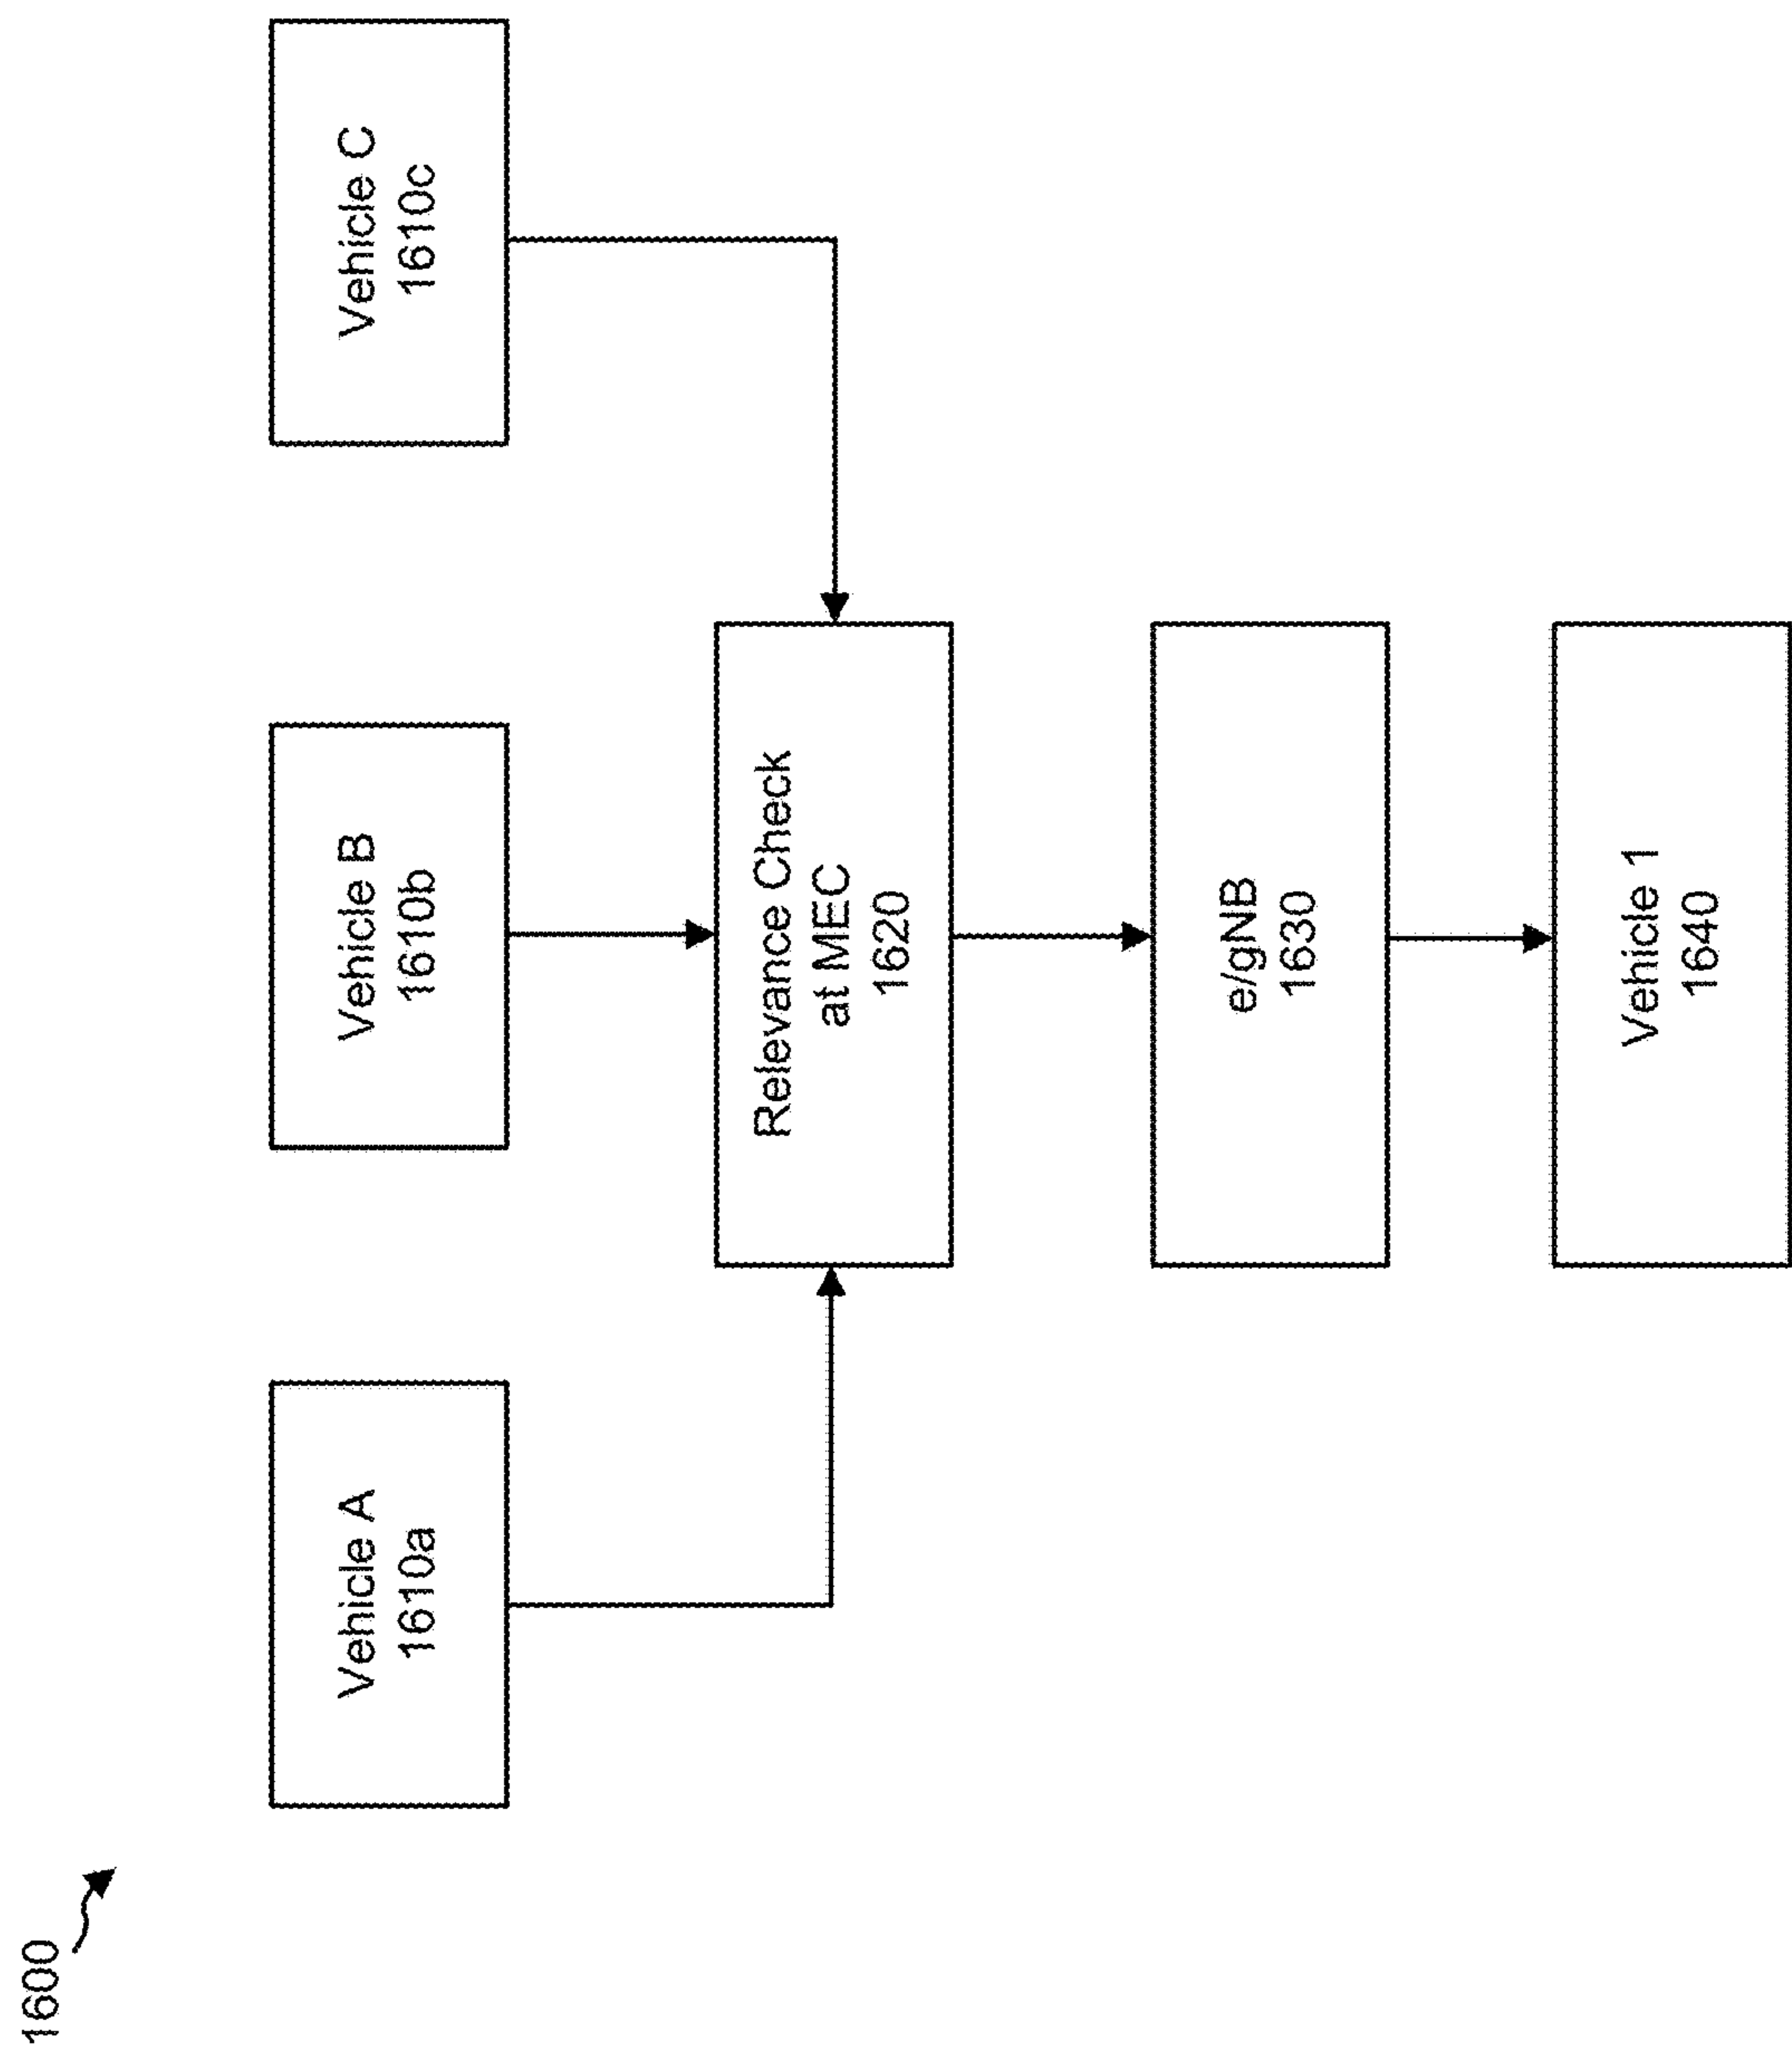 1600
Vehicle A
1610a
Vehicle B
1610b
Vehicle C
1610c
Relevance Check
at MEC
1620
e/gNB
1630
Vehicle 1
1640